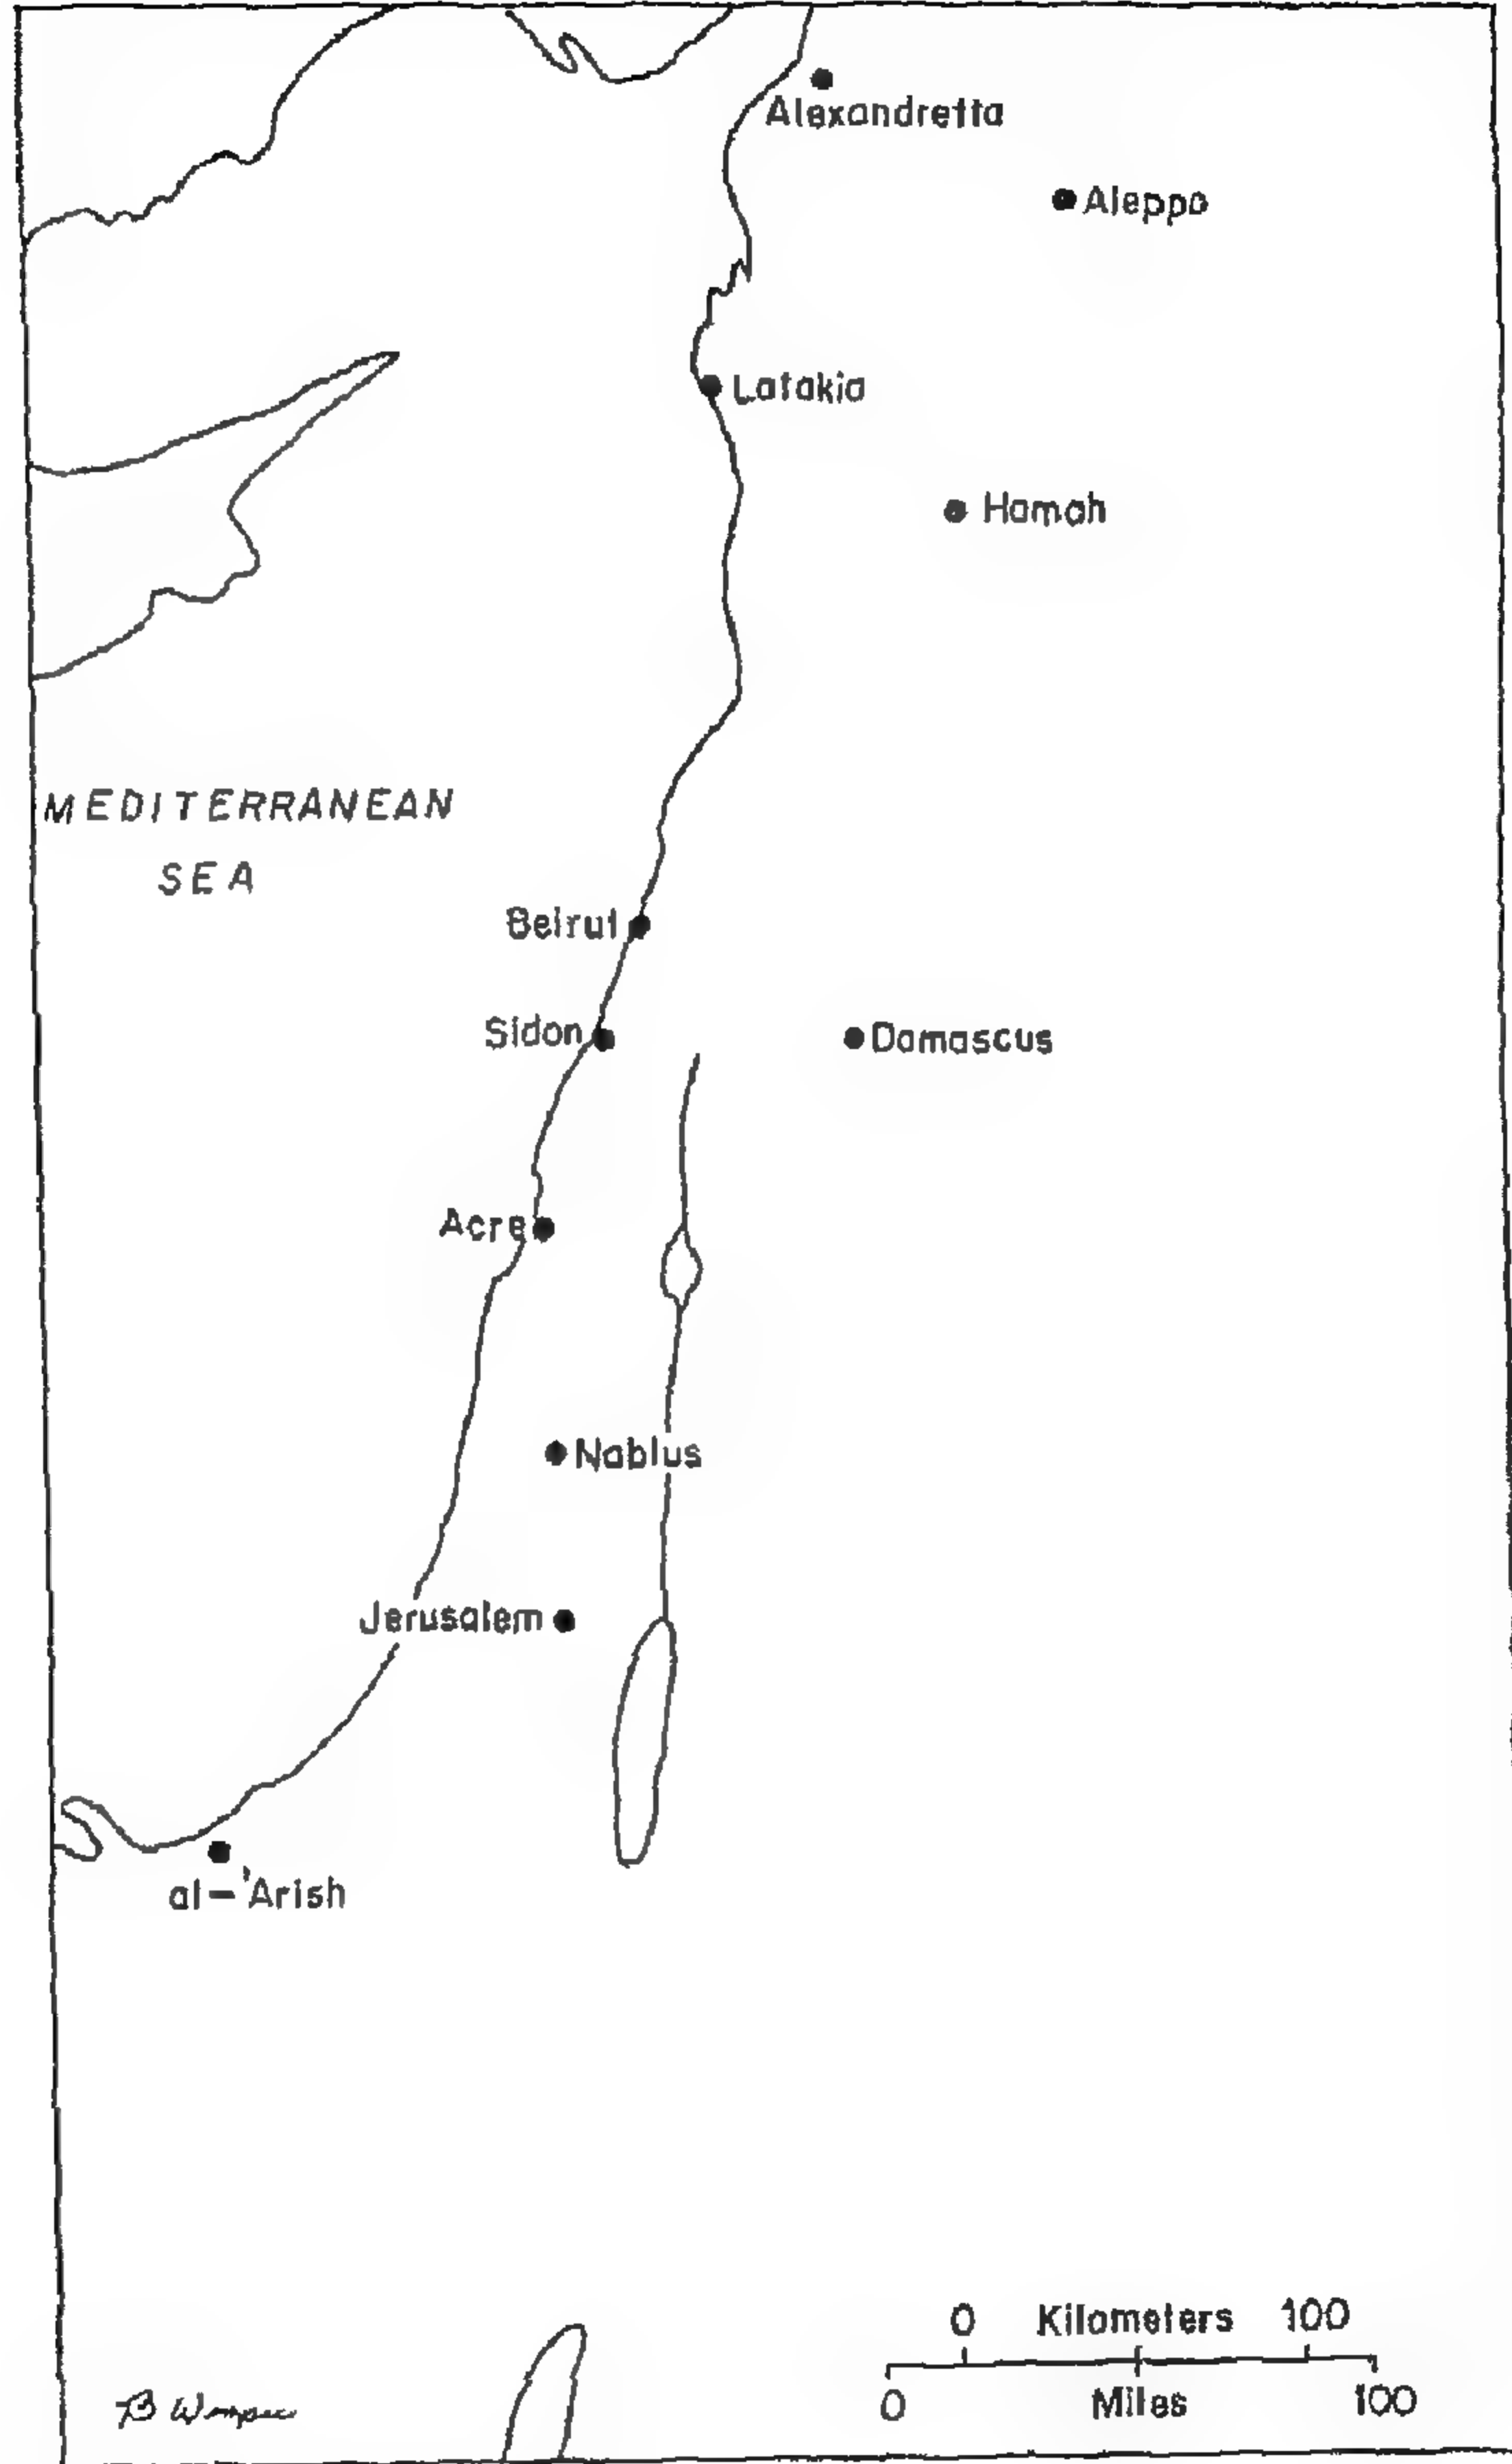 Alexandretta
Aleppo
Latakia
Hamah
MEDITERRANEAN
SEA
Beirut
Sidon
Damascus
Acre
Nablus
Jerusalem
al-'Arish
0 Kilometers 100
0 Miles 100
B